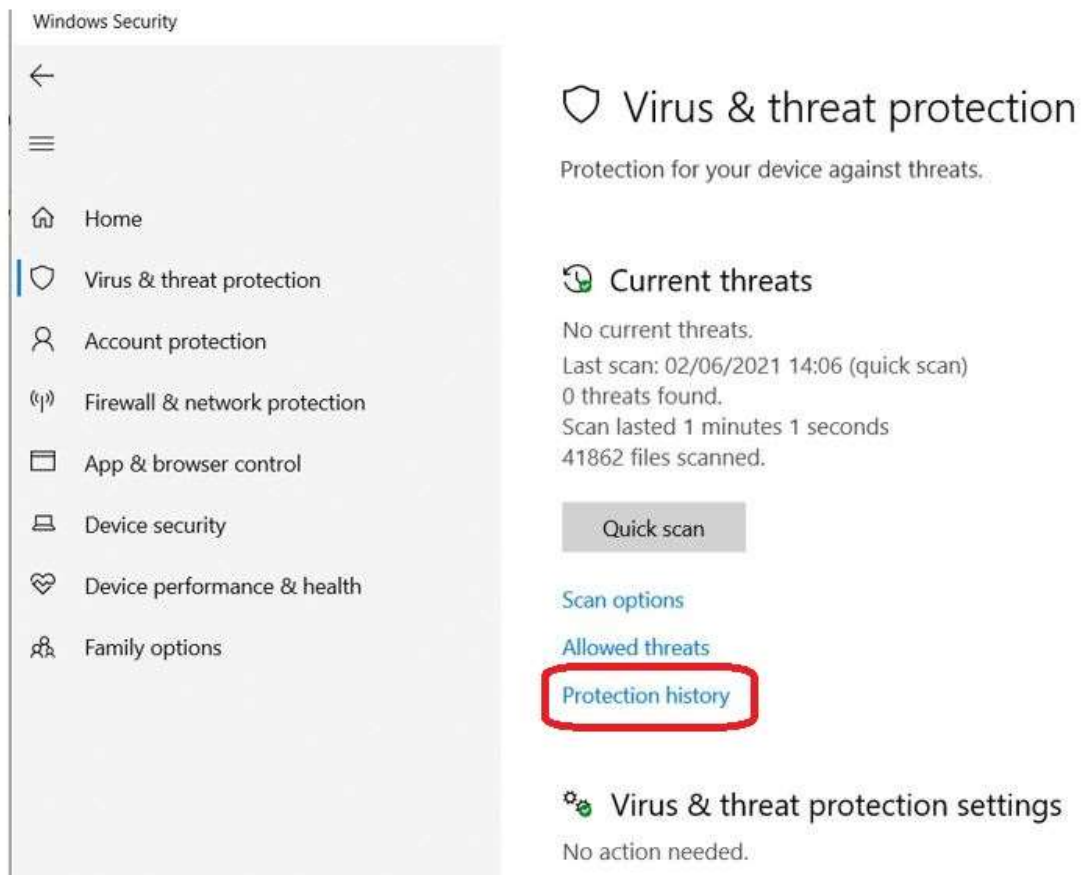 Windows Security
Home
Virus & threat protection
Account protection
Firewall & network protection
App & browser control
Device security
Device performance & health
Family options
Virus & threat protection
Protection for your device against threats.
Current threats
No current threats.
Last scan: 02/06/2021 14:06 (quick scan)
0 threats found.
Scan lasted 1 minutes 1 seconds
41862 files scanned.
Quick scan
Scan options
Allowed threats
Protection history
Virus & threat protection settings
No action needed.